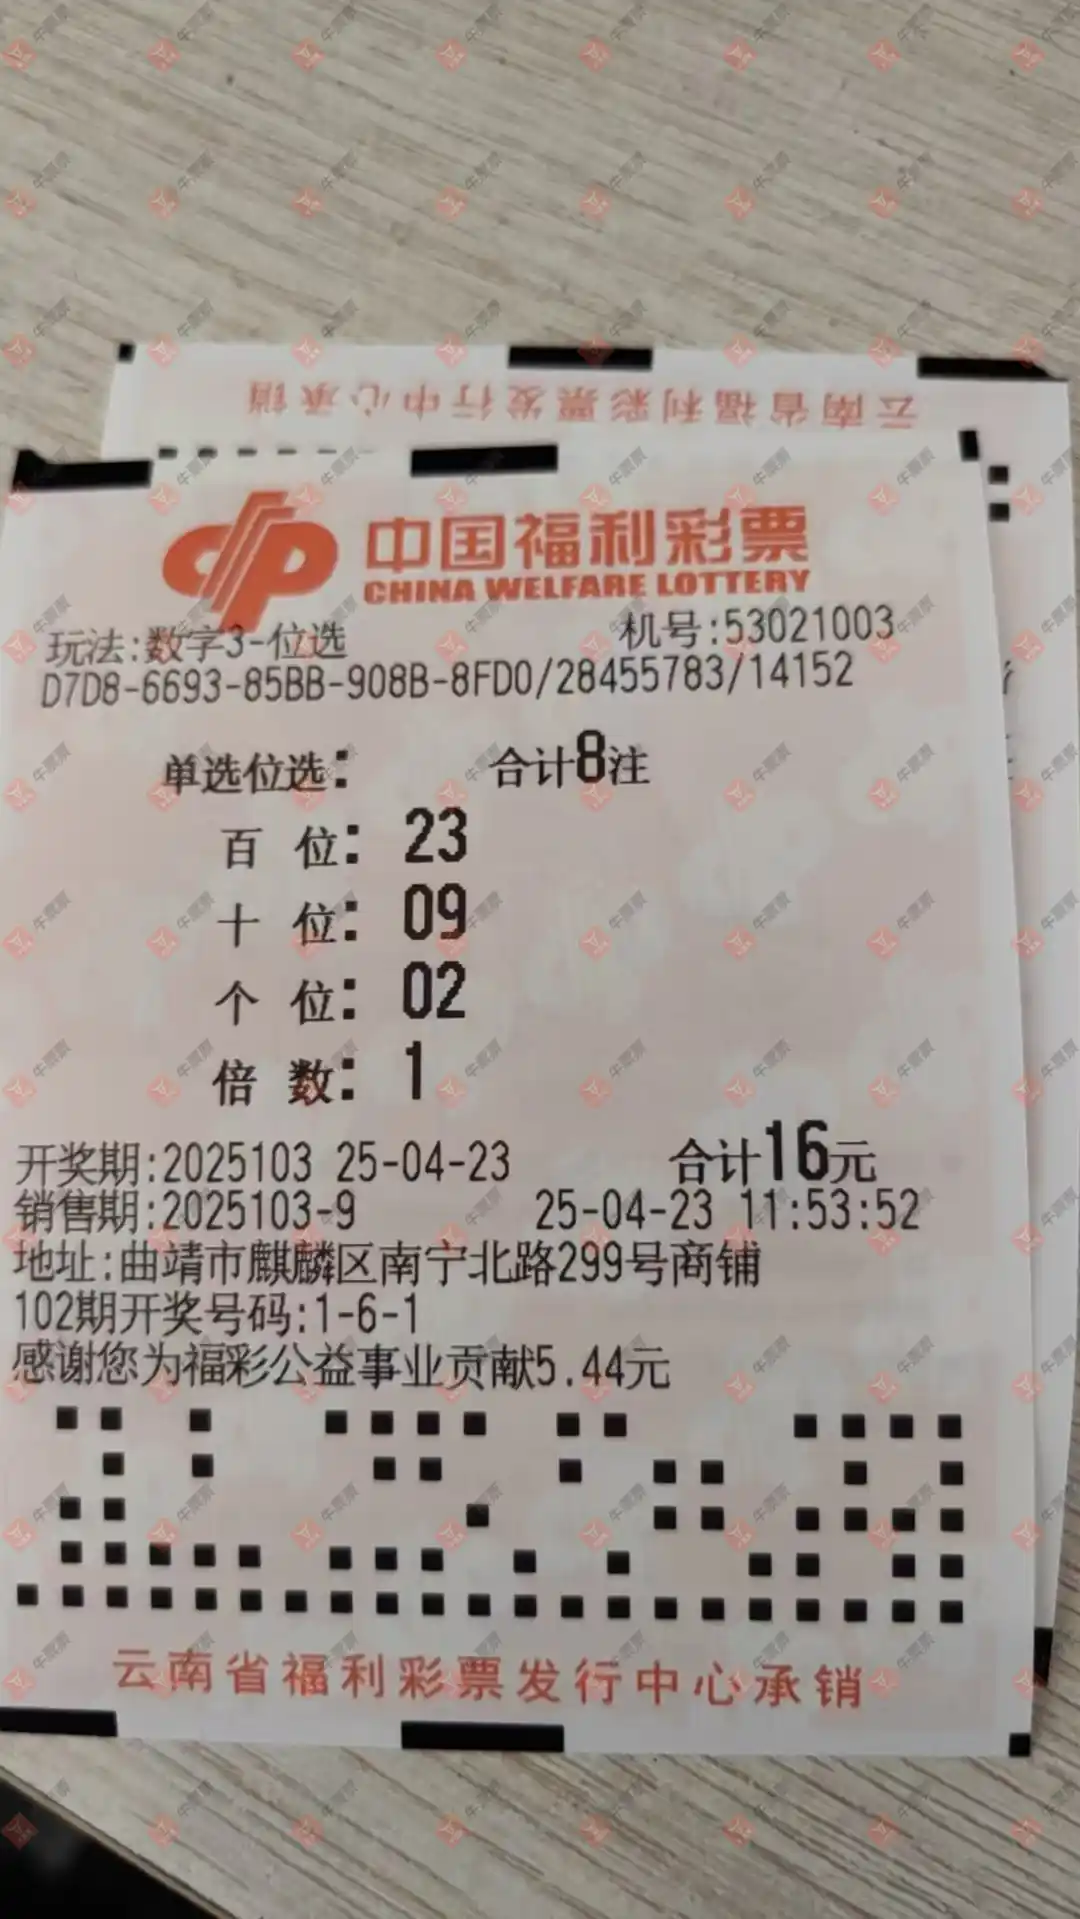 云南省福利彩票发行中心承销
中国福利彩票
CHINA WELFARE LOTTERY
玩法:数字3-位选 机号:53021003
D7D8-6693-85BB-908B-8FD0/28455783/14152
单选位选: 合计8注
百 位: 23
十 位: 09
个 位: 02
倍 数: 1
开奖期:2025103 25-04-23 合计16元
销售期:2025103-9 25-04-23 11:53:52
地址:曲靖市麒麟区南宁北路299号商铺
102期开奖号码:1-6-1
感谢您为福彩公益事业贡献5.44元
云南省福利彩票发行中心承销
牛票票